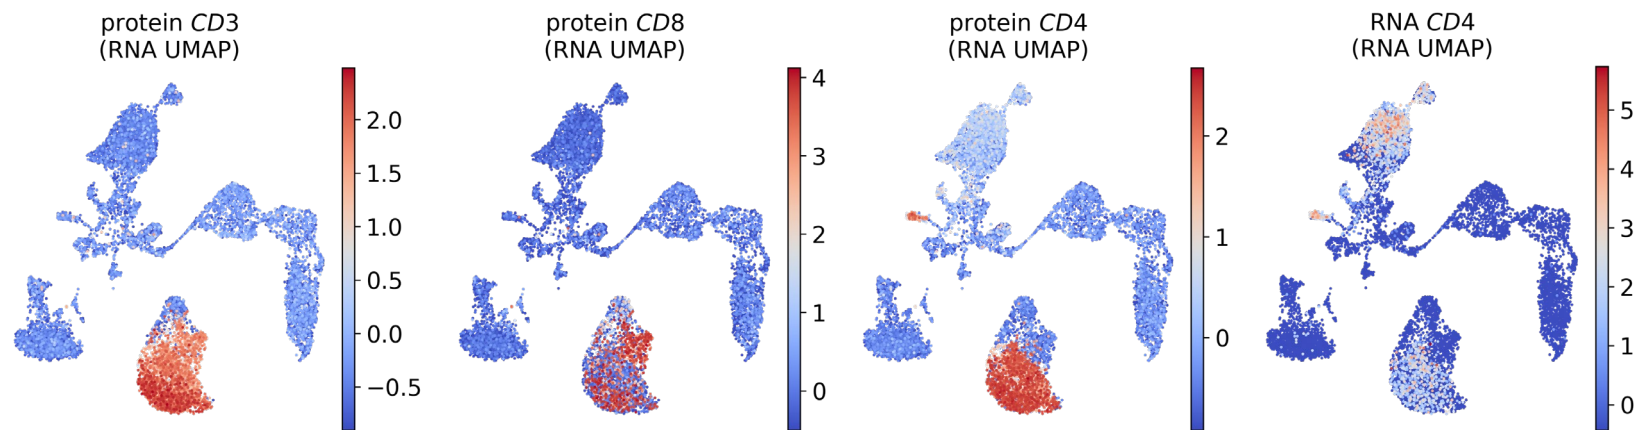 protein CD3
(RNA UMAP)
2.0
1.5
1.0
0.5
0.0
−0.5
protein CD8
(RNA UMAP)
4
3
2
1
0
protein CD4
(RNA UMAP)
2
1
0
RNA CD4
(RNA UMAP)
5
4
3
2
1
0